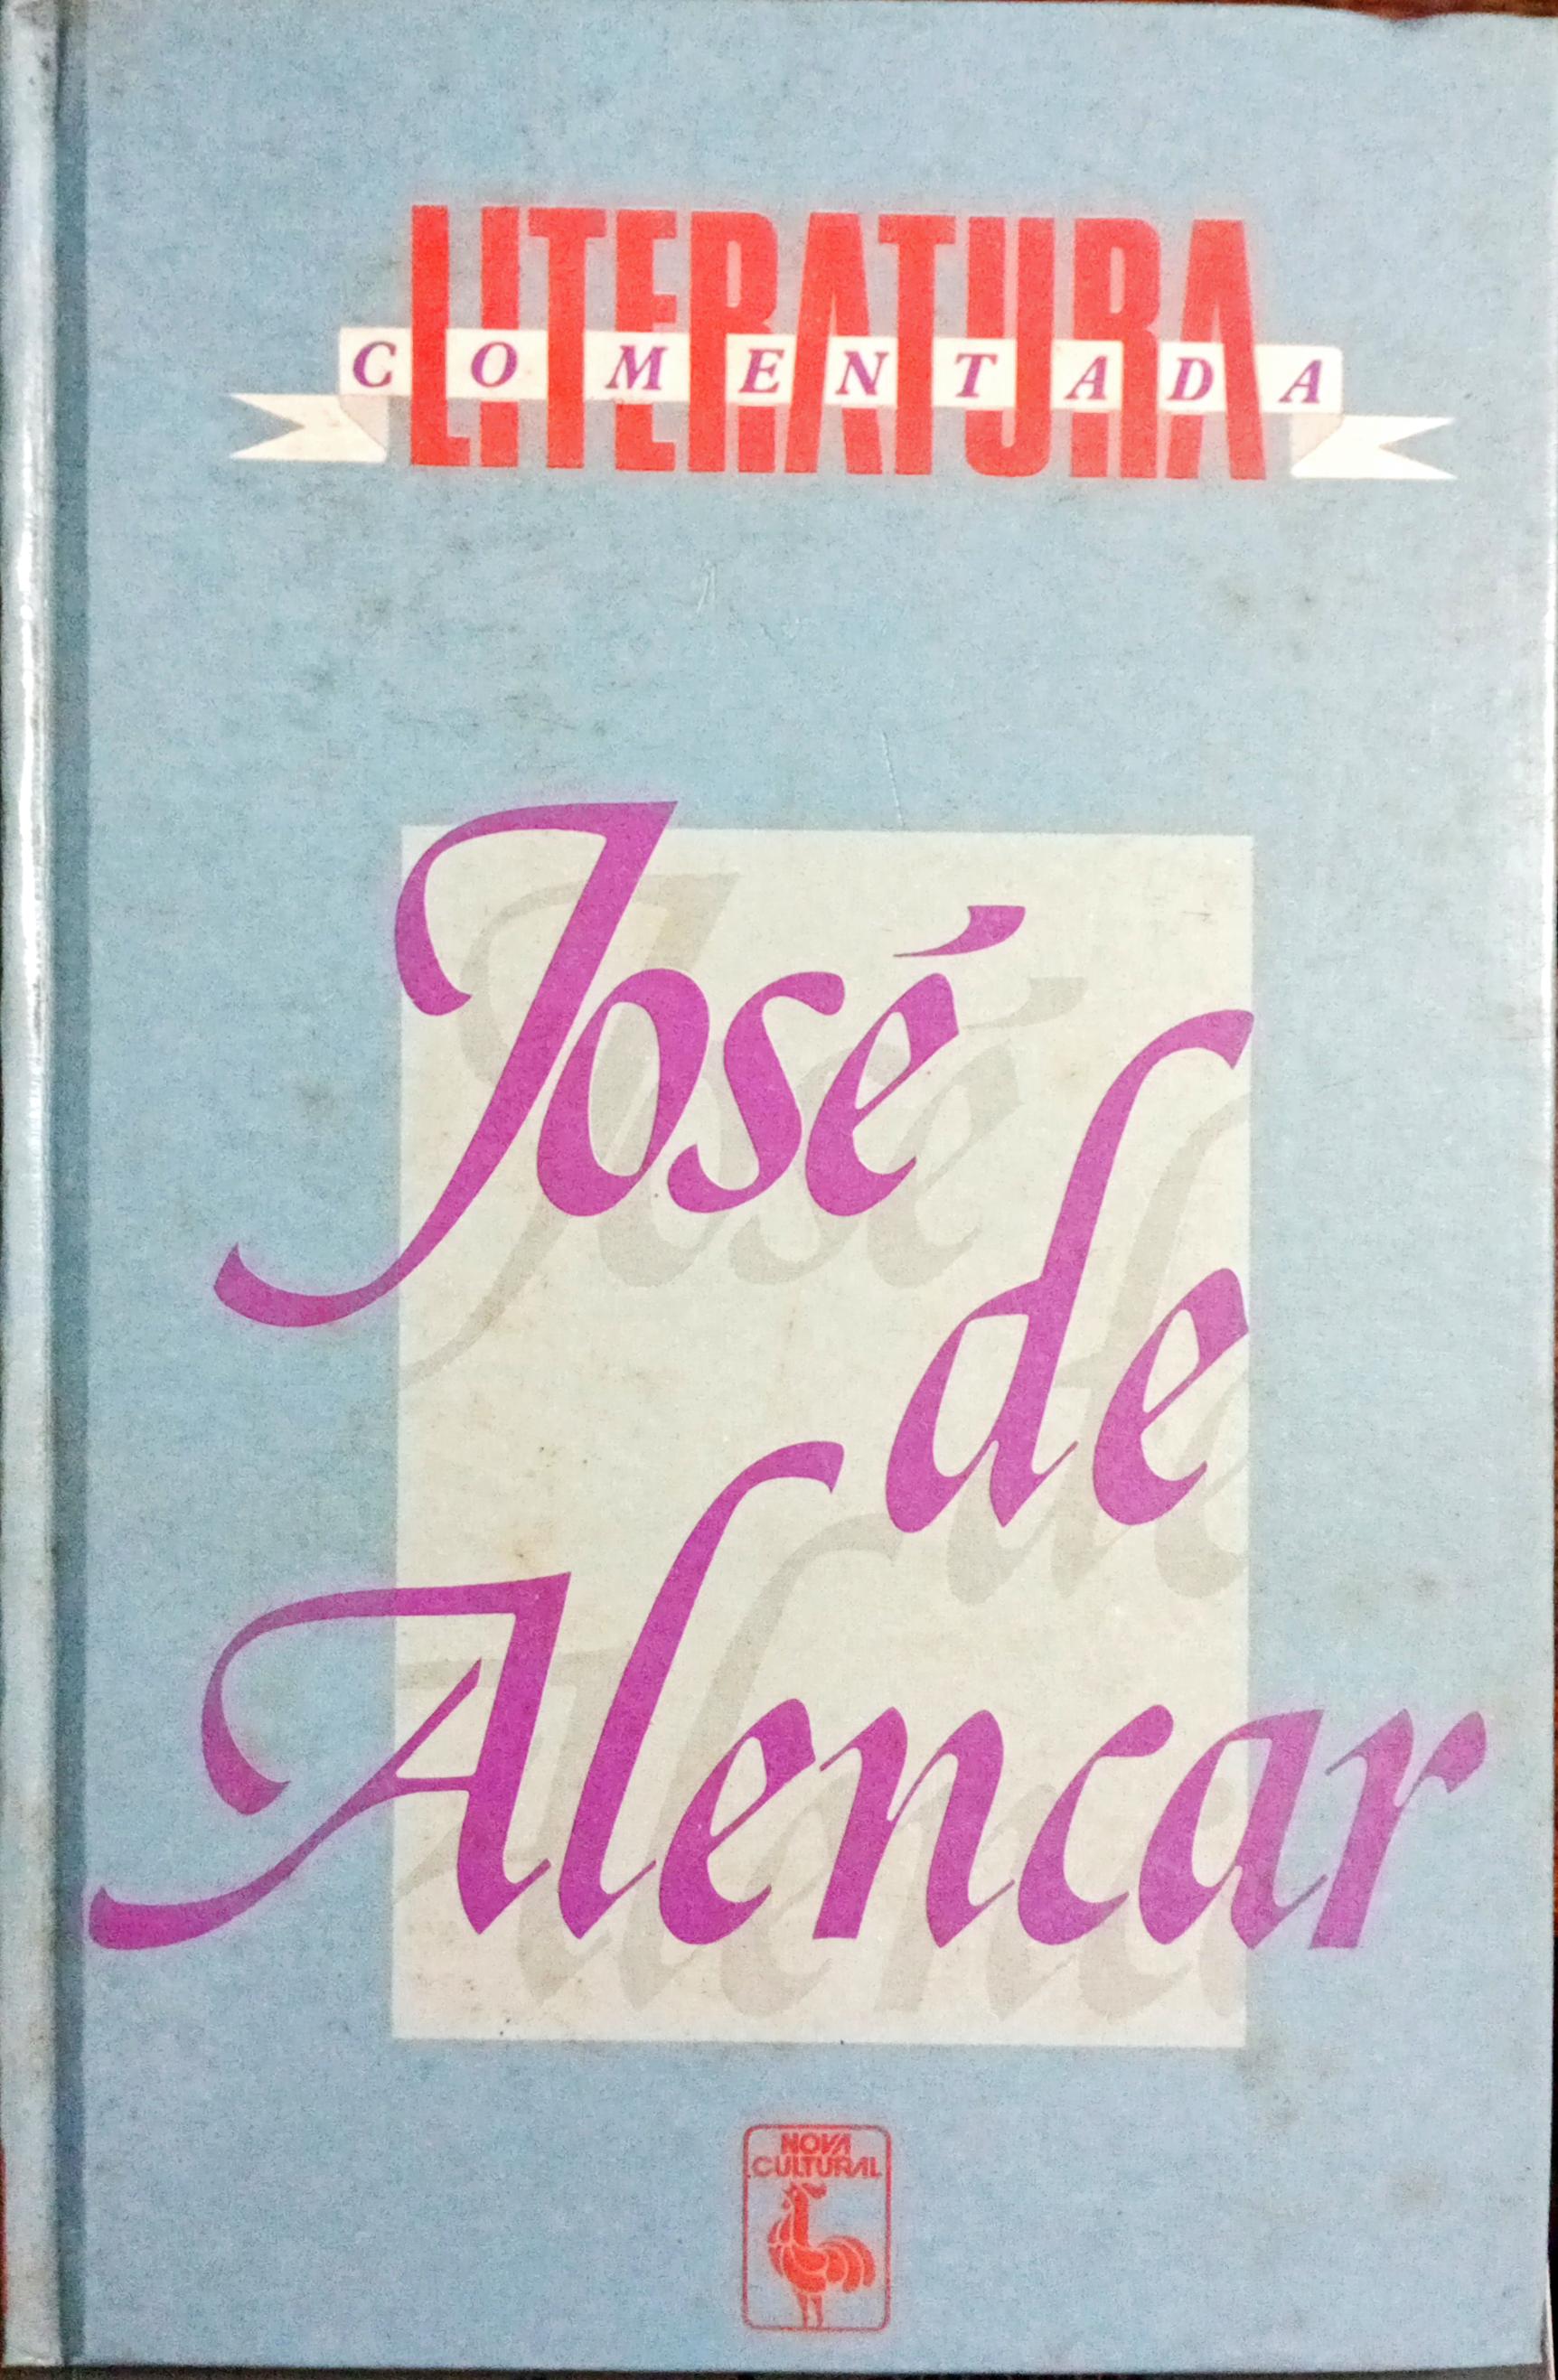 LITERATURA
COMENTADA
José
de
Alencar
NOVA
CULTURAL